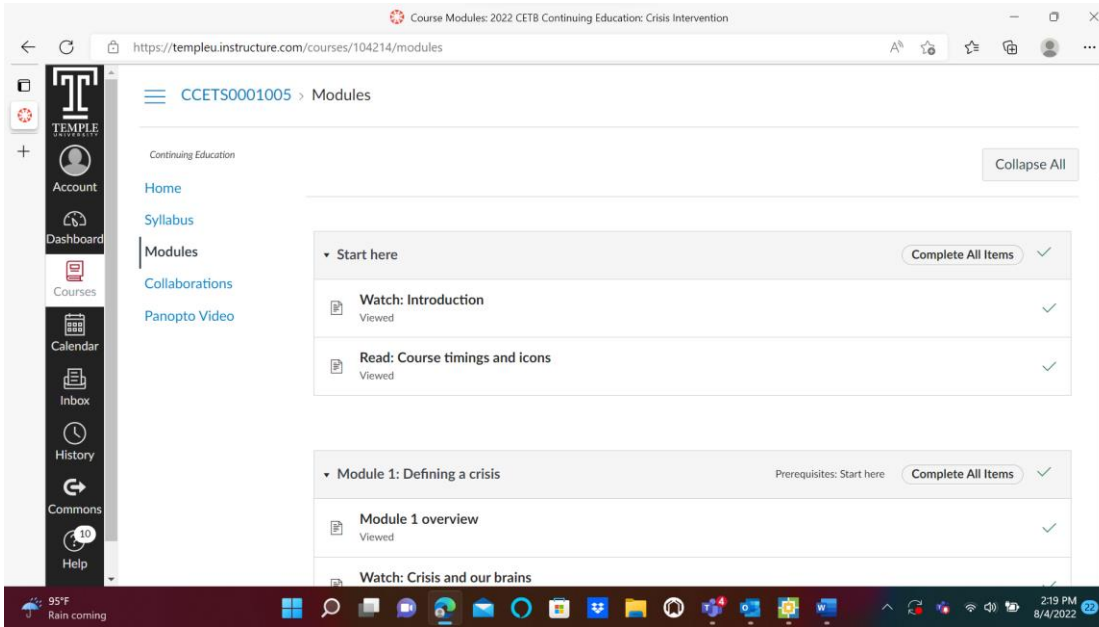 Course Modules: 2022 CETB Continuing Education: Crisis Intervention
https://templeu.instructure.com/courses/104214/modules
TEMPLE
UNIVERSITY
Account
Dashboard
Courses
Calendar
Inbox
History
Commons
10
Help
CCETS0001005 > Modules
Continuing Education
Home
Syllabus
Modules
Collaborations
Panopto Video
Collapse All
Start here Complete All Items
Watch: Introduction
Viewed
Read: Course timings and icons
Viewed
Module 1: Defining a crisis Prerequisites: Start here Complete All Items
Module 1 overview
Viewed
Watch: Crisis and our brains
95°F
Rain coming
4
2:19 PM
8/4/2022
22